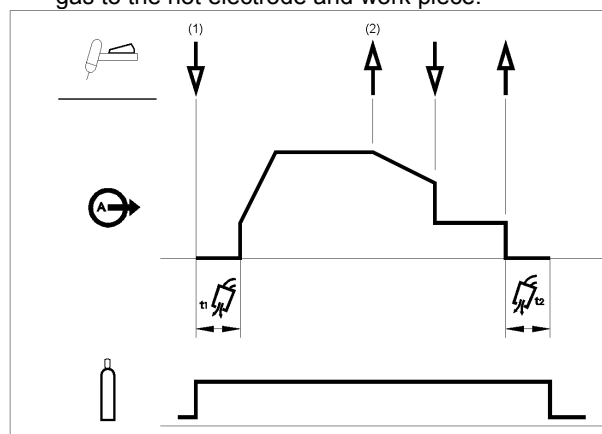 gas to the hot electrode and work piece.
(1) (2)
A
t1 t2